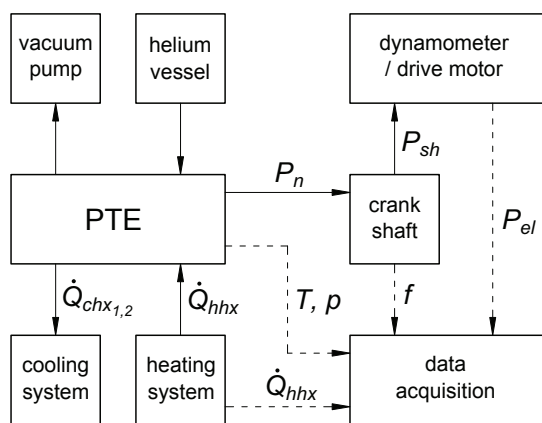 vacuum
pump
helium
vessel
dynamometer
/ drive motor
P_sh
P_n
PTE
crank
shaft
P_el
Q̇_chx₁,₂
Q̇_hhx
T, p
f
cooling
system
heating
system
Q̇_hhx
data
acquisition